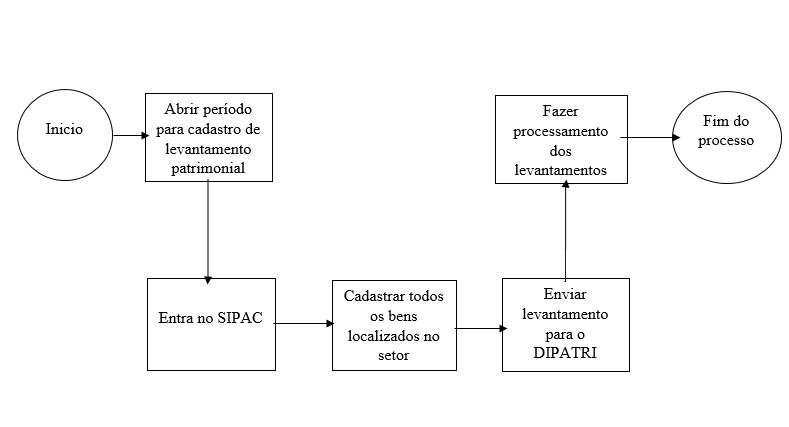 Inicio
Abrir período
para cadastro de
levantamento
patrimonial
Entra no SIPAC
Cadastrar todos
os bens
localizados no
setor
Enviar
levantamento
para o
DIPATRI
Fazer
processamento
dos
levantamentos
Fim do
processo